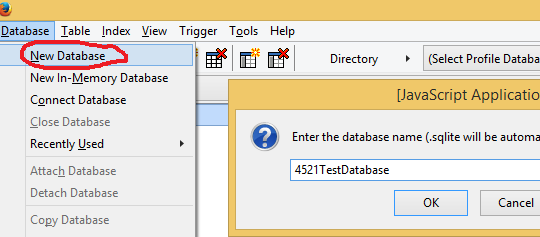 Database Table Index View Trigger Tools Help
New Database
New In-Memory Database
Connect Database
Close Database
Recently Used
Attach Database
Detach Database
Copy Database
Directory
(Select Profile Databa
[JavaScript Applicatio
Enter the database name (.sqlite will be automa
4521TestDatabase
OK Cancel